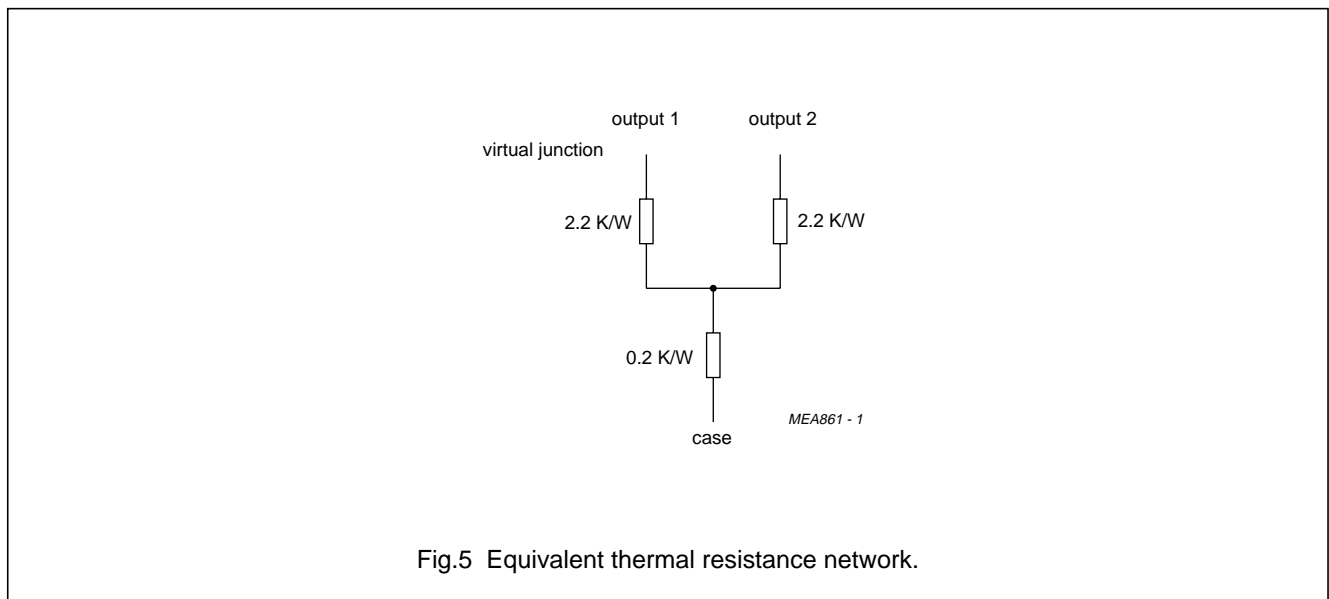 output 1 output 2
virtual junction
2.2 K/W 2.2 K/W
0.2 K/W
MEA861 - 1
case
Fig.5 Equivalent thermal resistance network.